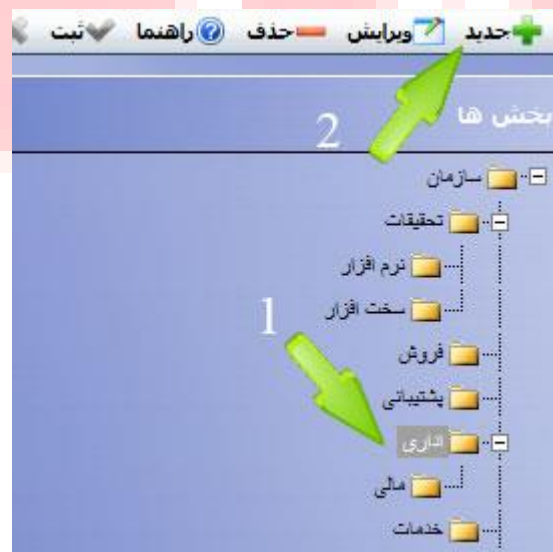 جدید ویرایش حذف راهنما ثبت
بخش ها
2
سازمان
تحقیقات
نرم افزار
سخت افزار
1
فروش
پشتیبانی
اداری
مالی
خدمات